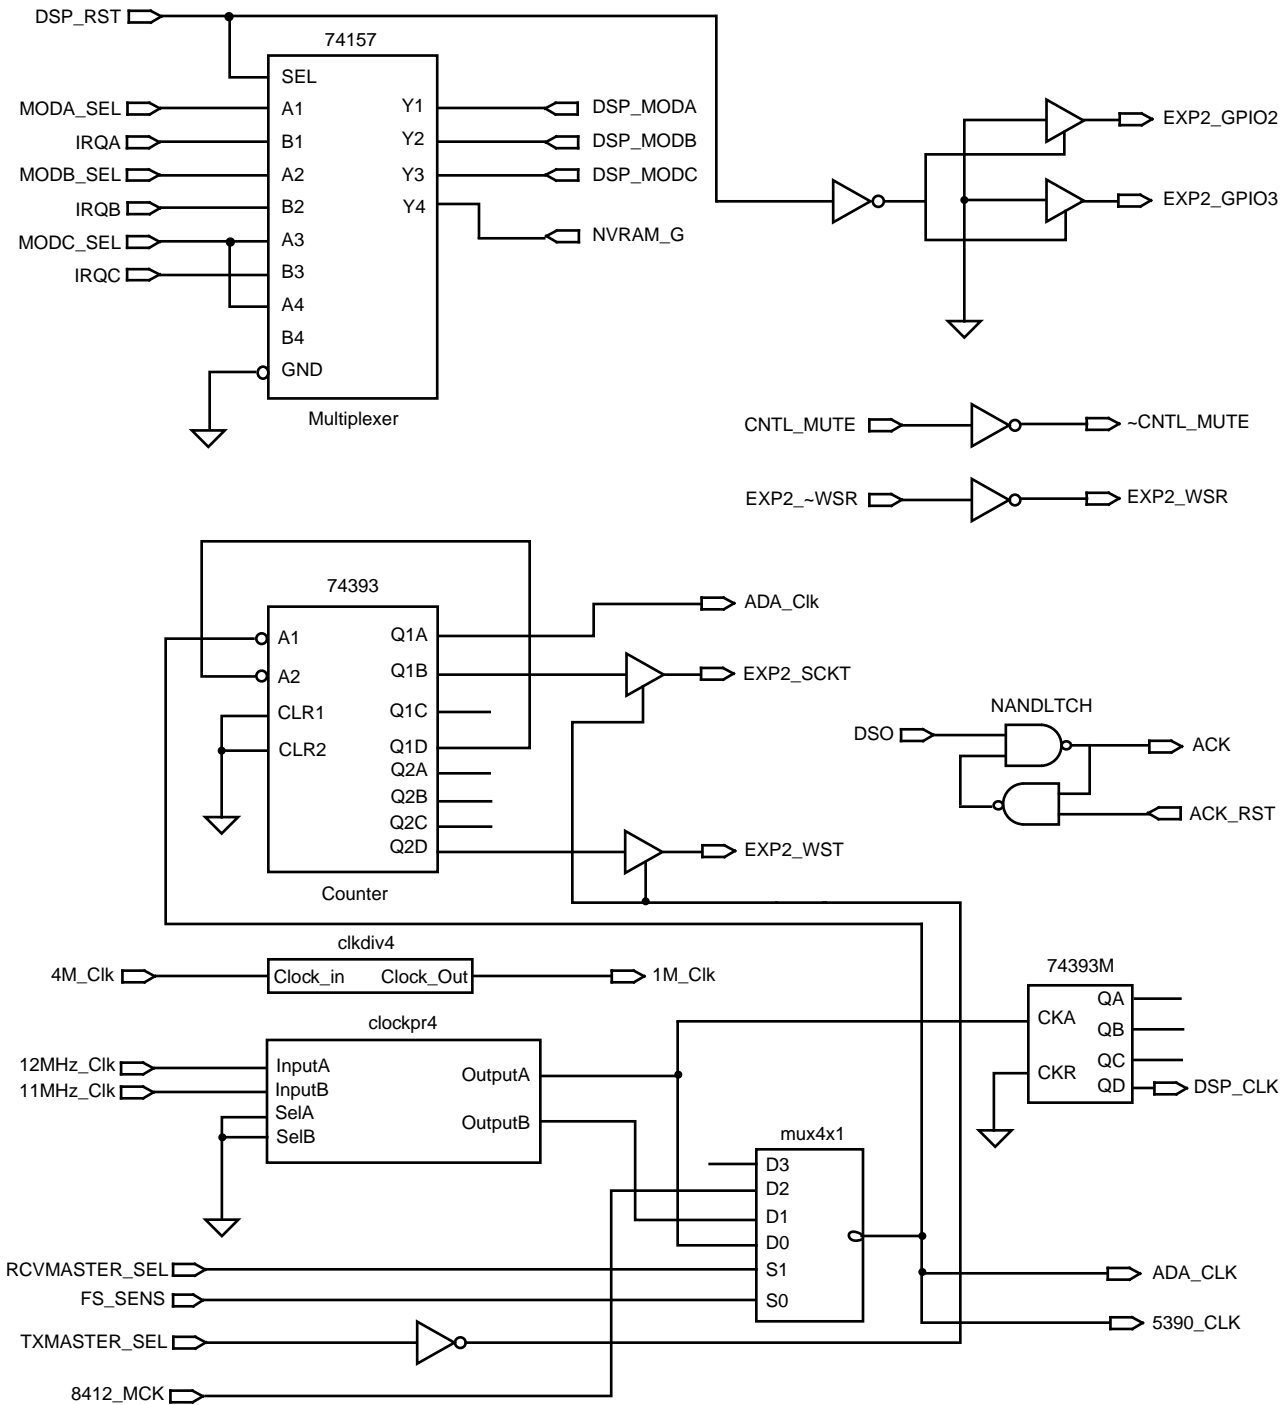 DSP_RST
74157
SEL
MODA_SEL
A1
Y1
DSP_MODA
EXP2_GPIO2
IRQA
B1
Y2
DSP_MODB
MODB_SEL
A2
Y3
DSP_MODC
EXP2_GPIO3
IRQB
B2
Y4
MODC_SEL
A3
NVRAM_G
IRQC
B3
A4
B4
GND
Multiplexer
CNTL_MUTE
~CNTL_MUTE
EXP2_~WSR
EXP2_WSR
74393
ADA_Clk
A1
Q1A
A2
Q1B
EXP2_SCKT
CLR1
Q1C
NANDLTCH
CLR2
Q1D
DSO
ACK
Q2A
Q2B
ACK_RST
Q2C
Q2D
EXP2_WST
Counter
clkdiv4
4M_Clk
Clock_in
Clock_Out
1M_Clk
74393M
QA
clockpr4
CKA
QB
QC
12MHz_Clk
InputA
OutputA
CKR
QD
DSP_CLK
11MHz_Clk
InputB
SelA
OutputB
SelB
mux4x1
D3
D2
D1
D0
RCVMASTER_SEL
S1
ADA_CLK
FS_SENS
S0
5390_CLK
TXMASTER_SEL
8412_MCK